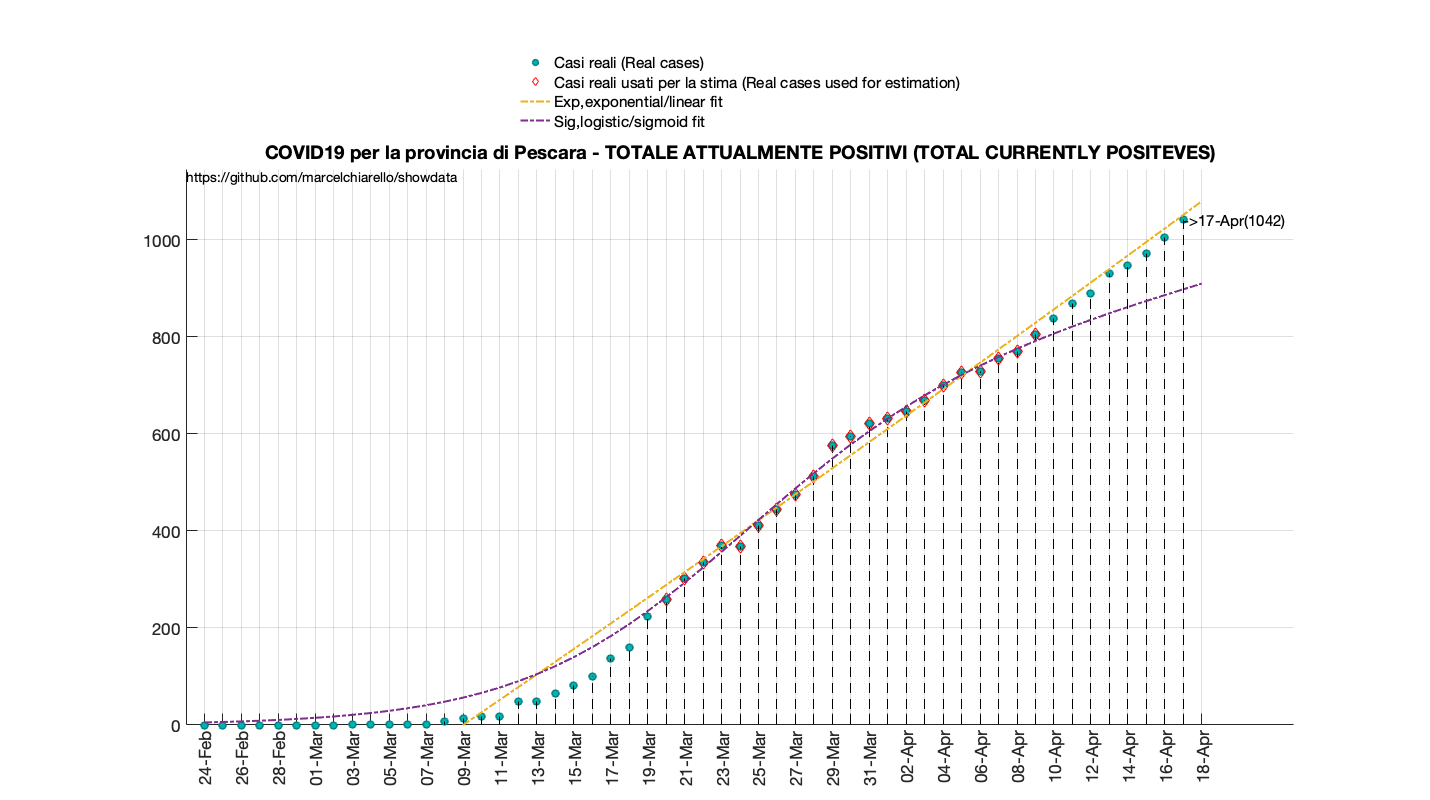 Casi reali (Real cases)
Casi reali usati per la stima (Real cases used for estimation)
Exp,exponential/linear fit
Sig,logistic/sigmoid fit
COVID19 per la provincia di Pescara - TOTALE ATTUALMENTE POSITIVI (TOTAL CURRENTLY POSITEVES)
https://github.com/marcelchiarello/showdata
>17-Apr(1042)
1000
800
600
400
200
0
24-Feb
26-Feb
28-Feb
01-Mar
03-Mar
05-Mar
07-Mar
09-Mar
11-Mar
13-Mar
15-Mar
17-Mar
19-Mar
21-Mar
23-Mar
25-Mar
27-Mar
29-Mar
31-Mar
02-Apr
04-Apr
06-Apr
08-Apr
10-Apr
12-Apr
14-Apr
16-Apr
18-Apr